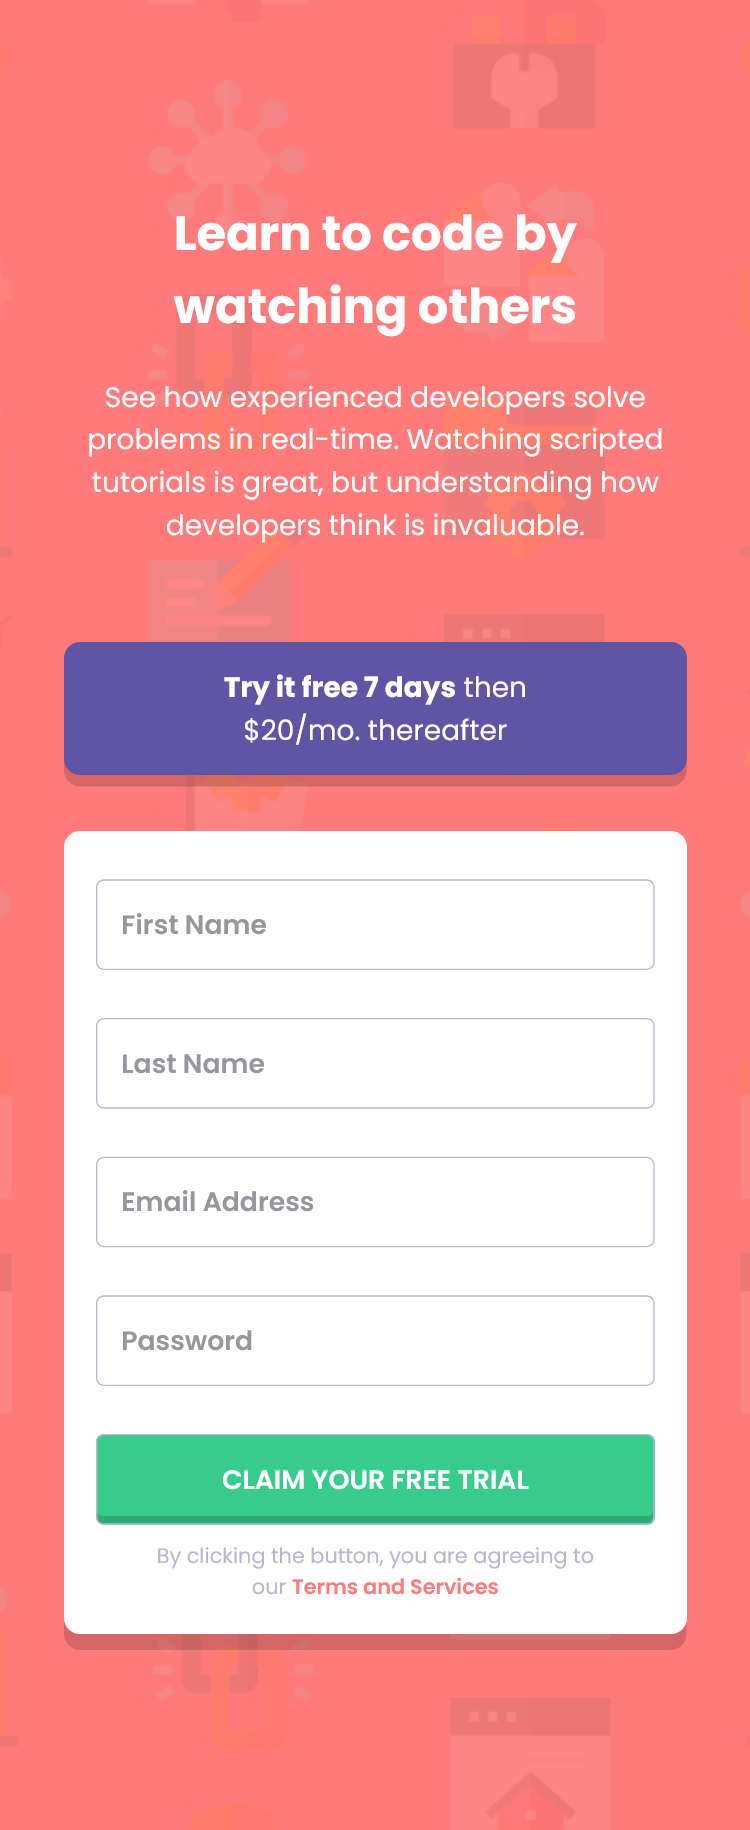 Learn to code by
watching others
See how experienced developers solve
problems in real-time. Watching scripted
tutorials is great, but understanding how
developers think is invaluable.
Try it free 7 days then
$20/mo. thereafter
First Name
Last Name
Email Address
Password
CLAIM YOUR FREE TRIAL
By clicking the button, you are agreeing to
our Terms and Services